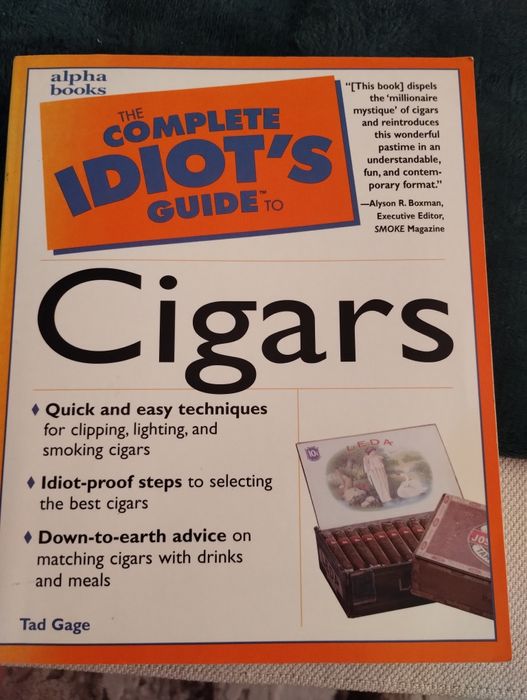 alpha
books
THE
COMPLETE
IDIOT'S
GUIDE™ TO
"[This book] dispels
the 'millionaire
mystique' of cigars
and reintroduces
this wonderful
pastime in an
understandable,
fun, and contem-
porary format."
—Alyson R. Boxman,
Executive Editor,
SMOKE Magazine
Cigars
♦ Quick and easy techniques
for clipping, lighting, and
smoking cigars
♦ Idiot-proof steps to selecting
the best cigars
♦ Down-to-earth advice on
matching cigars with drinks
and meals
10¢
LEDA
Tad Gage